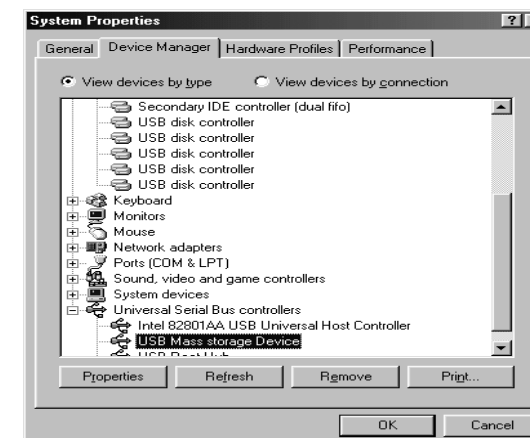 System Properties
?
General Device Manager Hardware Profiles Performance
View devices by type View devices by connection
Secondary IDE controller (dual fifo)
USB disk controller
USB disk controller
USB disk controller
USB disk controller
Keyboard
Monitors
Mouse
Network adapters
Ports (COM & LPT)
Sound, video and game controllers
System devices
Universal Serial Bus controllers
Intel 82801AA USB Universal Host Controller
USB Mass storage Device
USB Root Hub
Properties Refresh Remove Print...
OK Cancel